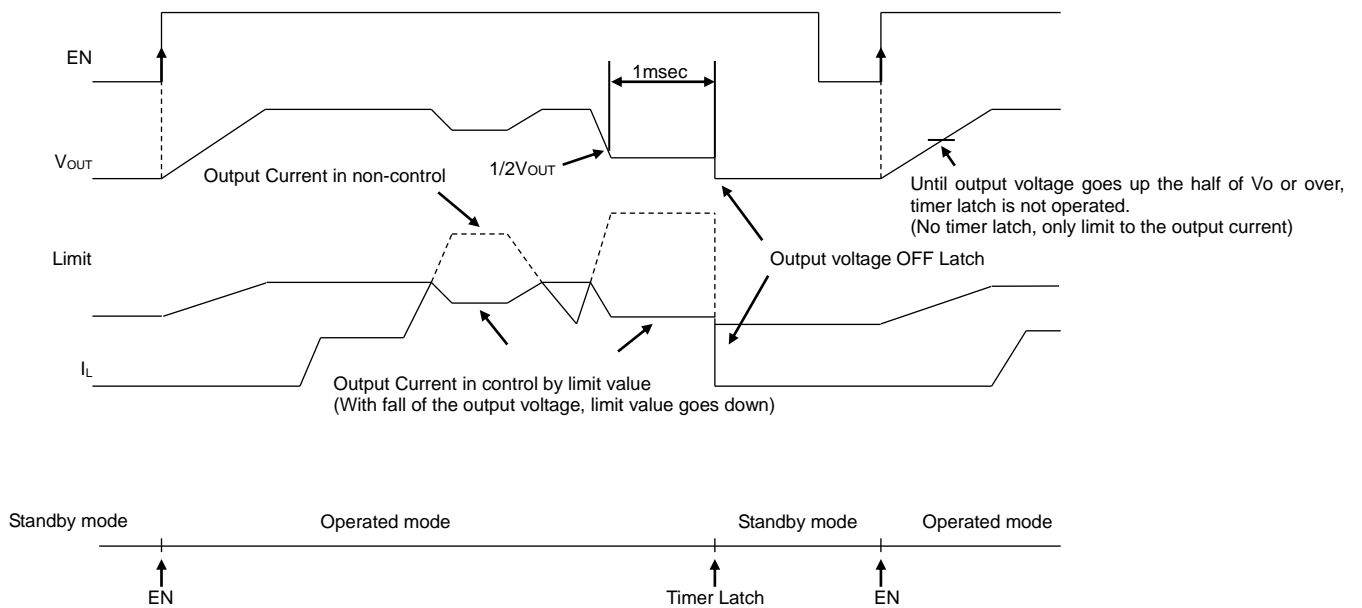 EN
1msec
VOUT
1/2VOUT
Output Current in non-control
Until output voltage goes up the half of Vo or over,
timer latch is not operated.
(No timer latch, only limit to the output current)
Limit
Output voltage OFF Latch
IL
Output Current in control by limit value
(With fall of the output voltage, limit value goes down)
Standby mode
Operated mode
Standby mode
Operated mode
EN
Timer Latch
EN